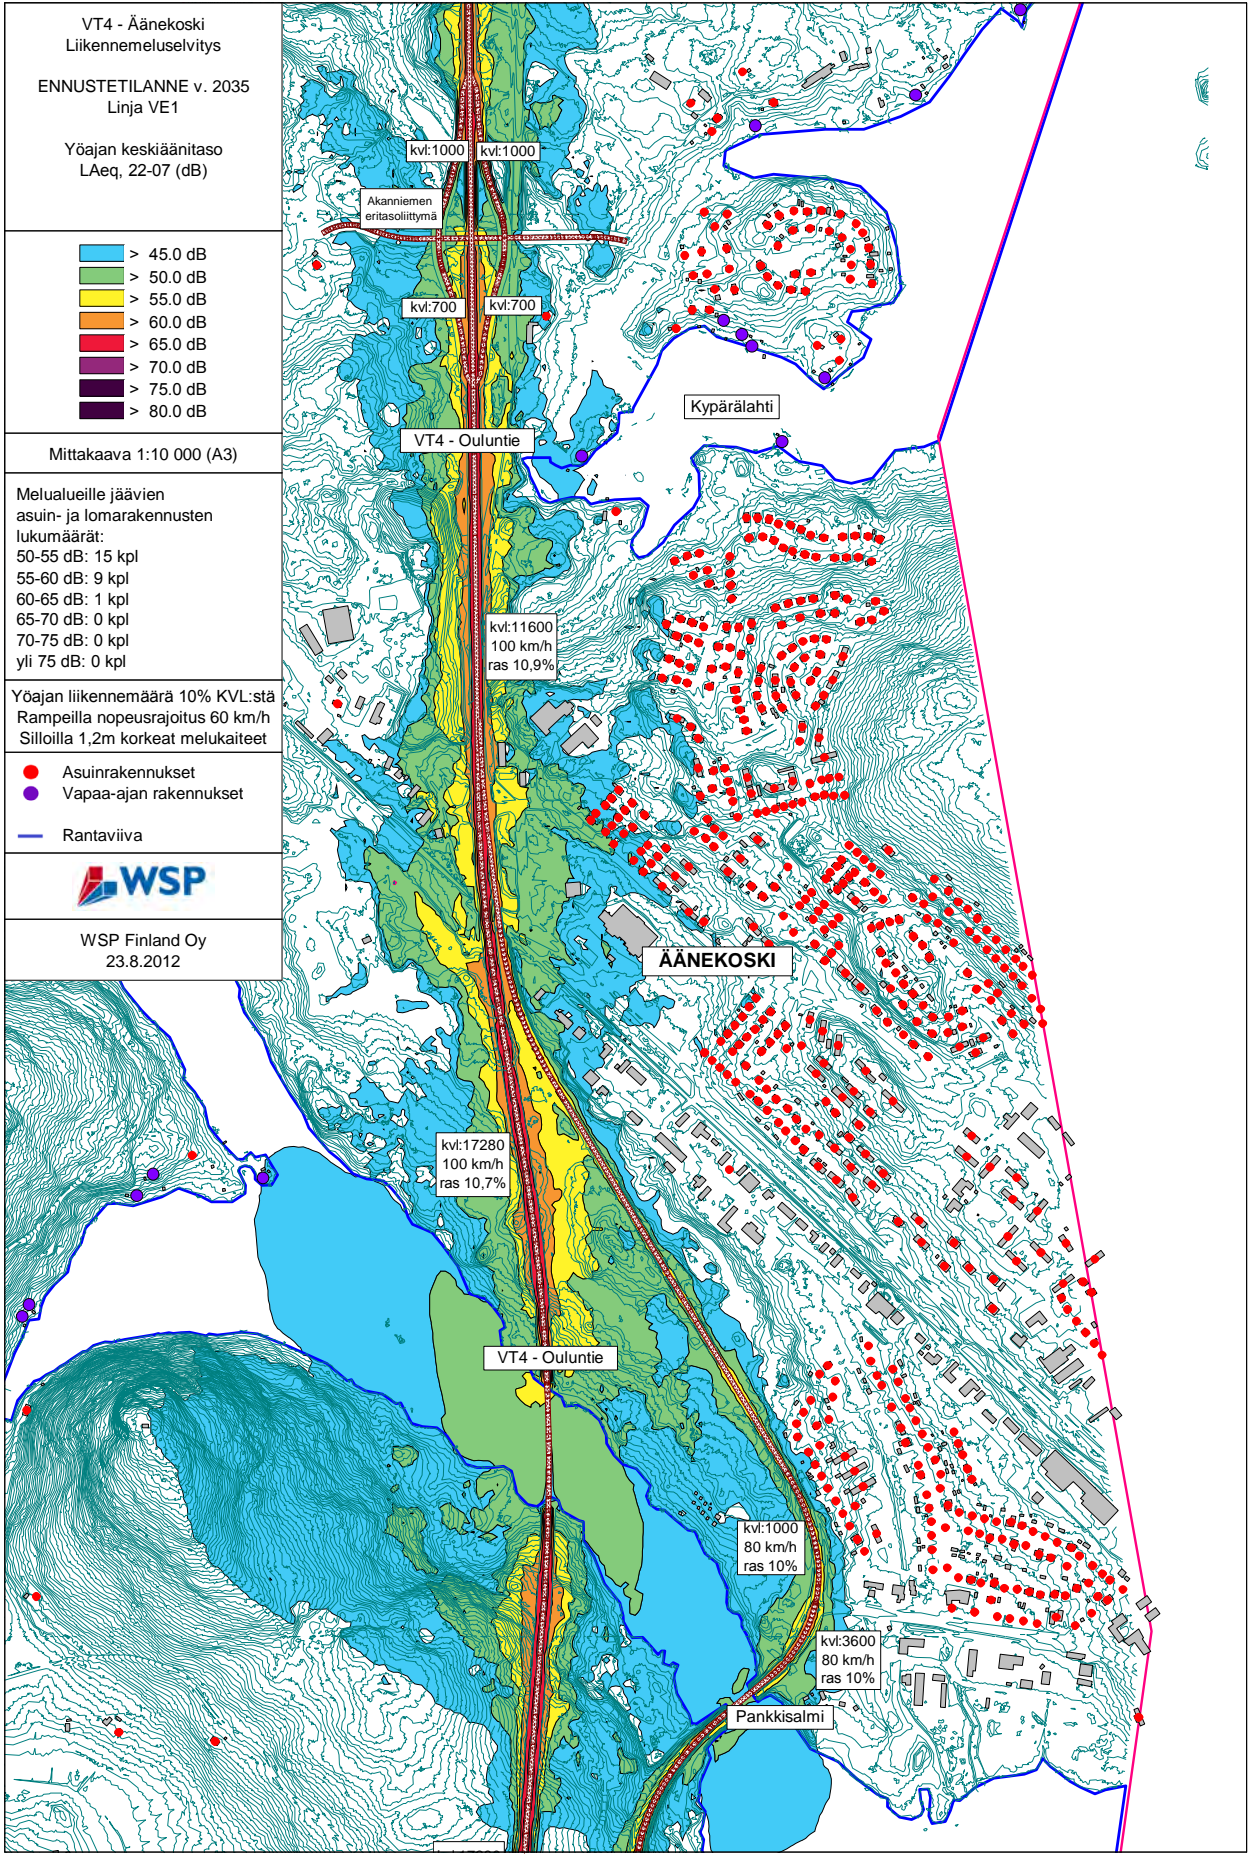 VT4 - Äänekoski
Liikennemeluselvitys
ENNUSTETILANNE v. 2035
Linja VE1
Yöajan keskiäänitaso
LAeq, 22-07 (dB)
> 45.0 dB
> 50.0 dB
> 55.0 dB
> 60.0 dB
> 65.0 dB
> 70.0 dB
> 75.0 dB
> 80.0 dB
Mittakaava 1:10 000 (A3)
Melualueille jäävien
asuin- ja lomarakennusten
lukumäärät:
50-55 dB: 15 kpl
55-60 dB: 9 kpl
60-65 dB: 1 kpl
65-70 dB: 0 kpl
70-75 dB: 0 kpl
yli 75 dB: 0 kpl
Yöajan liikennemäärä 10% KVL:stä
Rampeilla nopeusrajoitus 60 km/h
Silloilla 1,2m korkeat melukaiteet
Asuinrakennukset
Vapaa-ajan rakennukset
Rantaviiva
WSP
WSP Finland Oy
23.8.2012
kvl:1000
kvl:1000
Akanniemen
eritasoliittymä
kvl:700
kvl:700
Kypärälahti
VT4 - Ouluntie
kvl:11600
100 km/h
ras 10,9%
ÄÄNEKOSKI
kvl:17280
100 km/h
ras 10,7%
VT4 - Ouluntie
kvl:1000
80 km/h
ras 10%
kvl:3600
80 km/h
ras 10%
Pankkisalmi